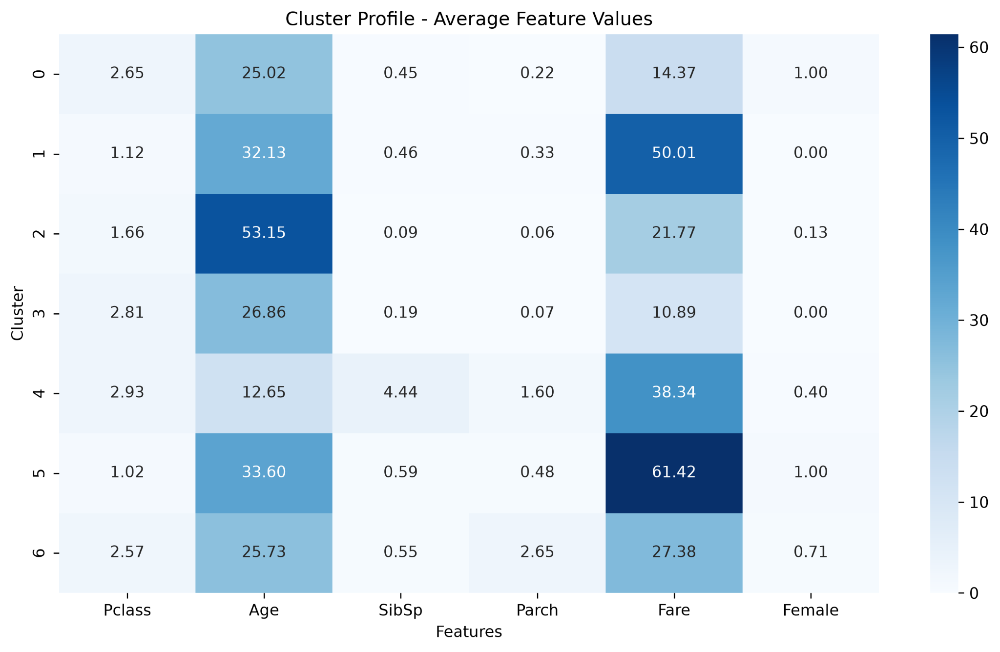 Cluster Profile - Average Feature Values
0 2.65 25.02 0.45 0.22 14.37 1.00
1 1.12 32.13 0.46 0.33 50.01 0.00
2 1.66 53.15 0.09 0.06 21.77 0.13
3 2.81 26.86 0.19 0.07 10.89 0.00
4 2.93 12.65 4.44 1.60 38.34 0.40
5 1.02 33.60 0.59 0.48 61.42 1.00
6 2.57 25.73 0.55 2.65 27.38 0.71
Cluster
Pclass Age SibSp Parch Fare Female
Features
60
50
40
30
20
10
0